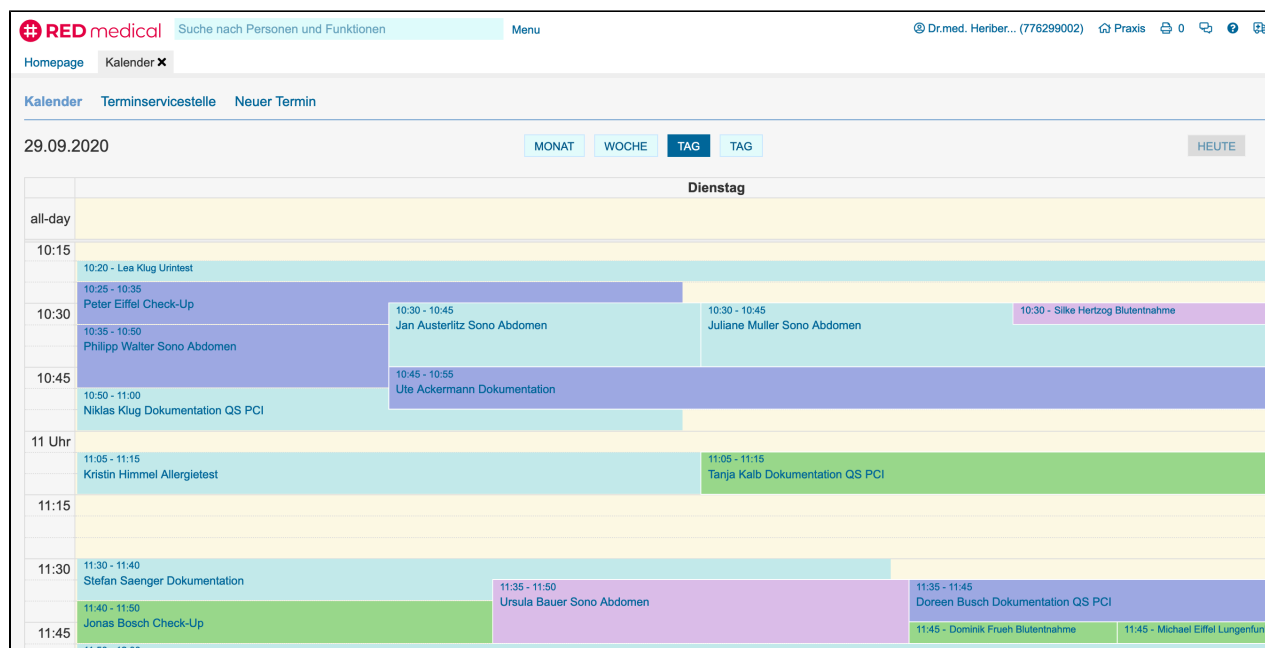 RED medical
Suche nach Personen und Funktionen
Menu
Dr.med. Heriber... (776299002)
Praxis
0
Homepage
Kalender
Kalender
Terminservicestelle
Neuer Termin
29.09.2020
MONAT
WOCHE
TAG
TAG
HEUTE
Dienstag
all-day
10:15
10:20 - Lea Klug Urintest
10:25 - 10:35
Peter Eiffel Check-Up
10:30
10:30 - 10:45
Jan Austerlitz Sono Abdomen
10:30 - 10:45
Juliane Muller Sono Abdomen
10:30 - Silke Hertzog Blutentnahme
10:35 - 10:50
Philipp Walter Sono Abdomen
10:45
10:45 - 10:55
Ute Ackermann Dokumentation
10:50 - 11:00
Niklas Klug Dokumentation QS PCI
11 Uhr
11:05 - 11:15
Kristin Himmel Allergietest
11:05 - 11:15
Tanja Kalb Dokumentation QS PCI
11:15
11:30
11:30 - 11:40
Stefan Saenger Dokumentation
11:35 - 11:50
Ursula Bauer Sono Abdomen
11:35 - 11:45
Doreen Busch Dokumentation QS PCI
11:40 - 11:50
Jonas Bosch Check-Up
11:45
11:45 - Dominik Frueh Blutentnahme
11:45 - Michael Eiffel Lungenfun